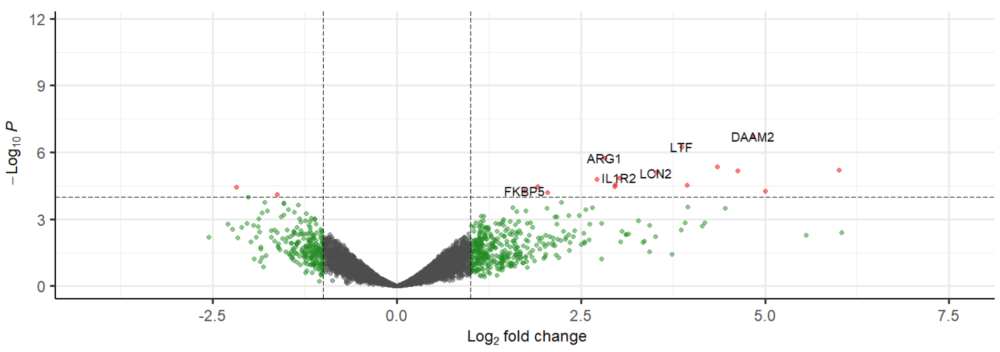 12
9
6
3
0
−Log10 P
DAAM2
LTF
ARG1
LCN2
IL1R2
FKBP5
-2.5 0.0 2.5 5.0 7.5
Log2 fold change